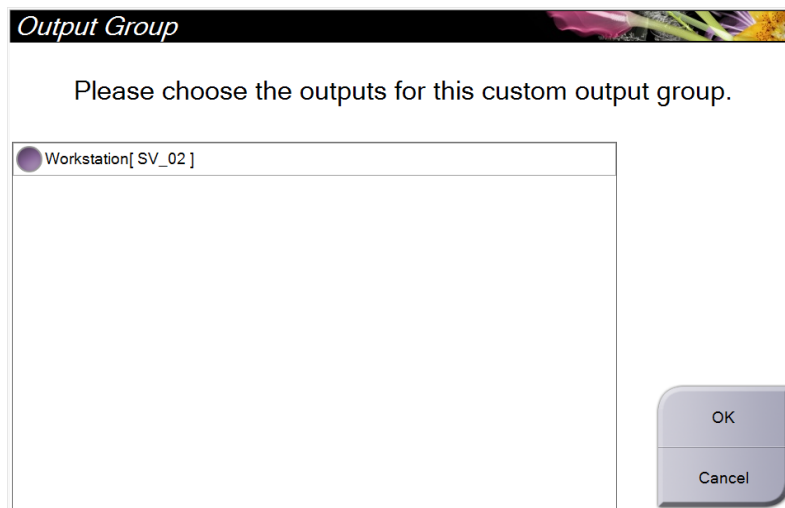 Output Group
Please choose the outputs for this custom output group.
Workstation[ SV_02 ]
OK
Cancel